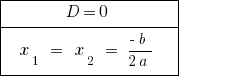 D = 0
x₁ = x₂ = -b/2a